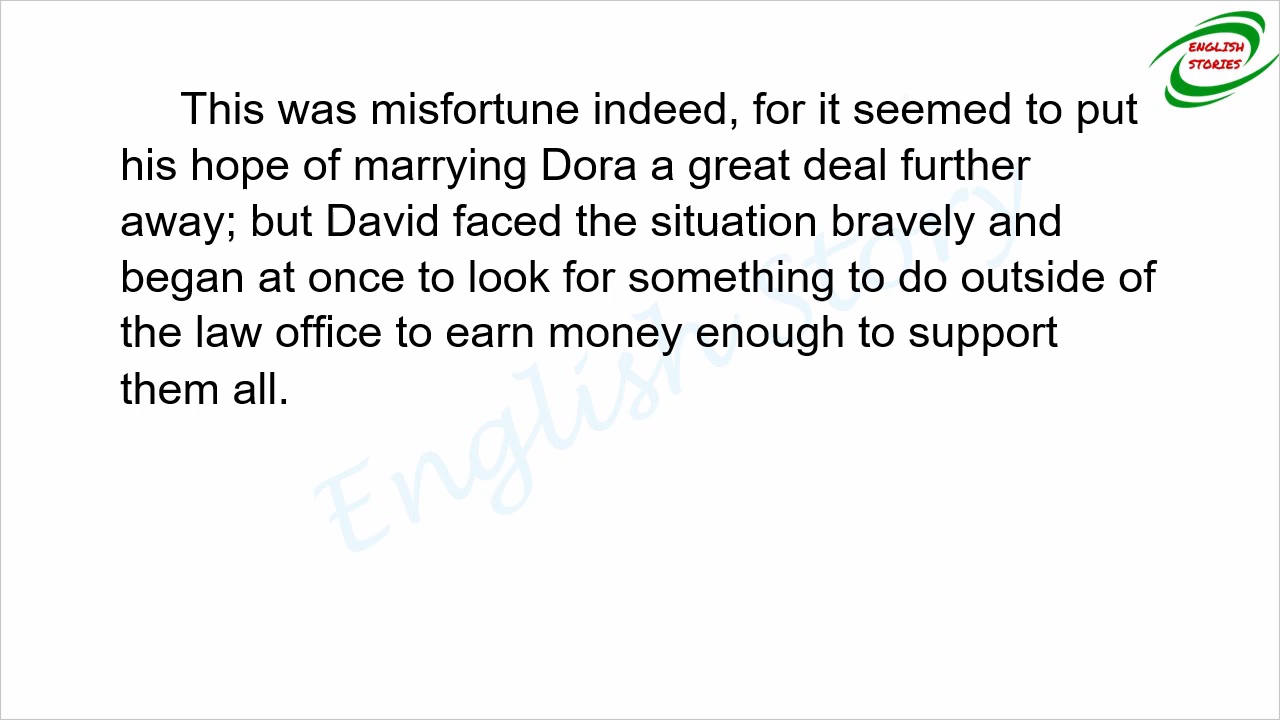 ENGLISH
STORIES
This was misfortune indeed, for it seemed to put
his hope of marrying Dora a great deal further
away; but David faced the situation bravely and
began at once to look for something to do outside of
the law office to earn money enough to support
them all.
English Story